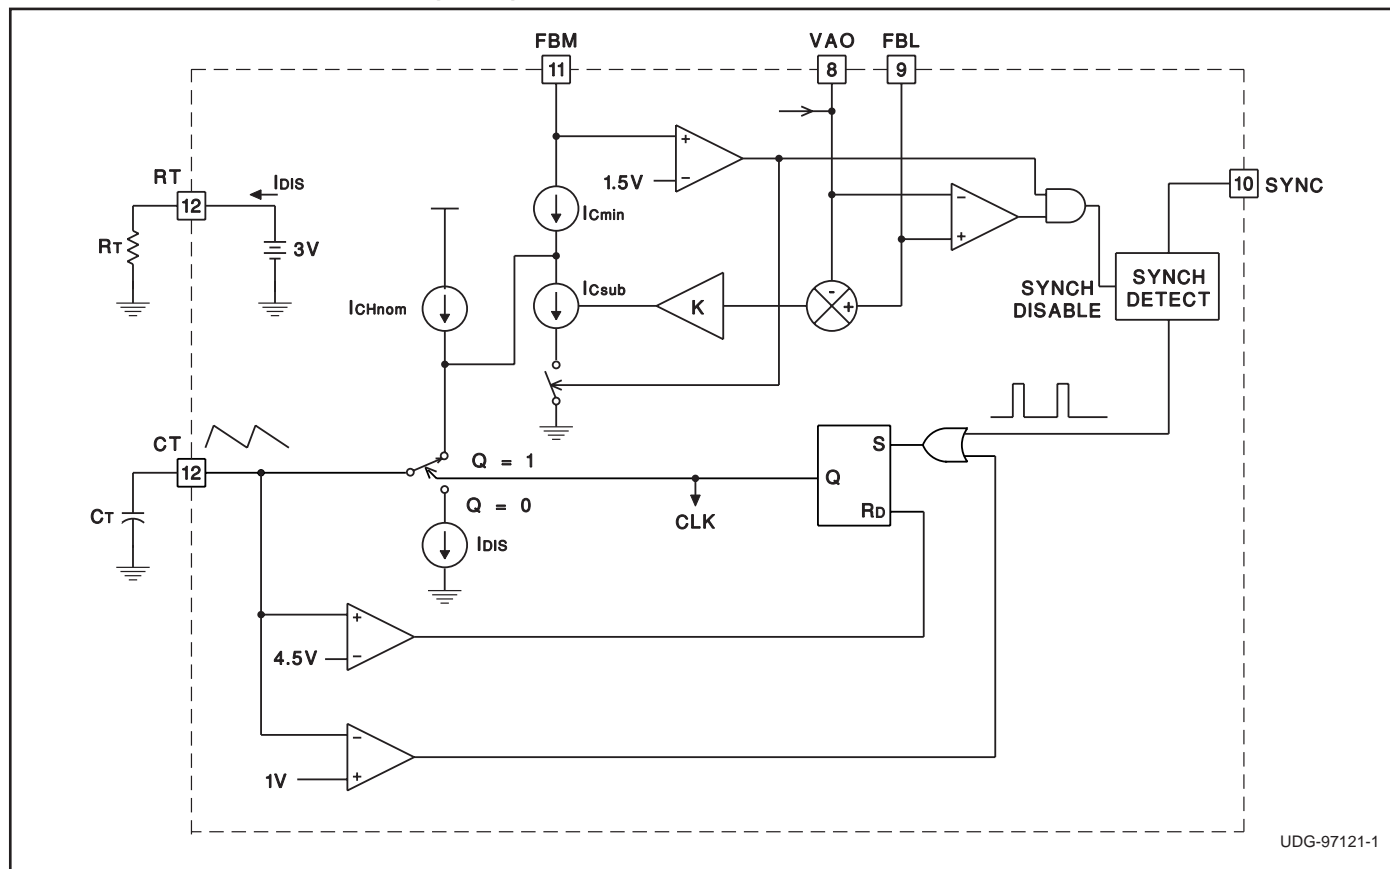 FBM
VAO
FBL
11
8
9
+
−
1.5V
RT
IDIS
12
RT
3V
ICmin
ICHnom
ICsub
K
-
+
−
+
10
SYNC
SYNCH
DISABLE
SYNCH
DETECT
CT
12
CT
Q = 1
Q = 0
IDIS
CLK
S
Q
RD
+
4.5V
−
−
1V
+
UDG-97121-1